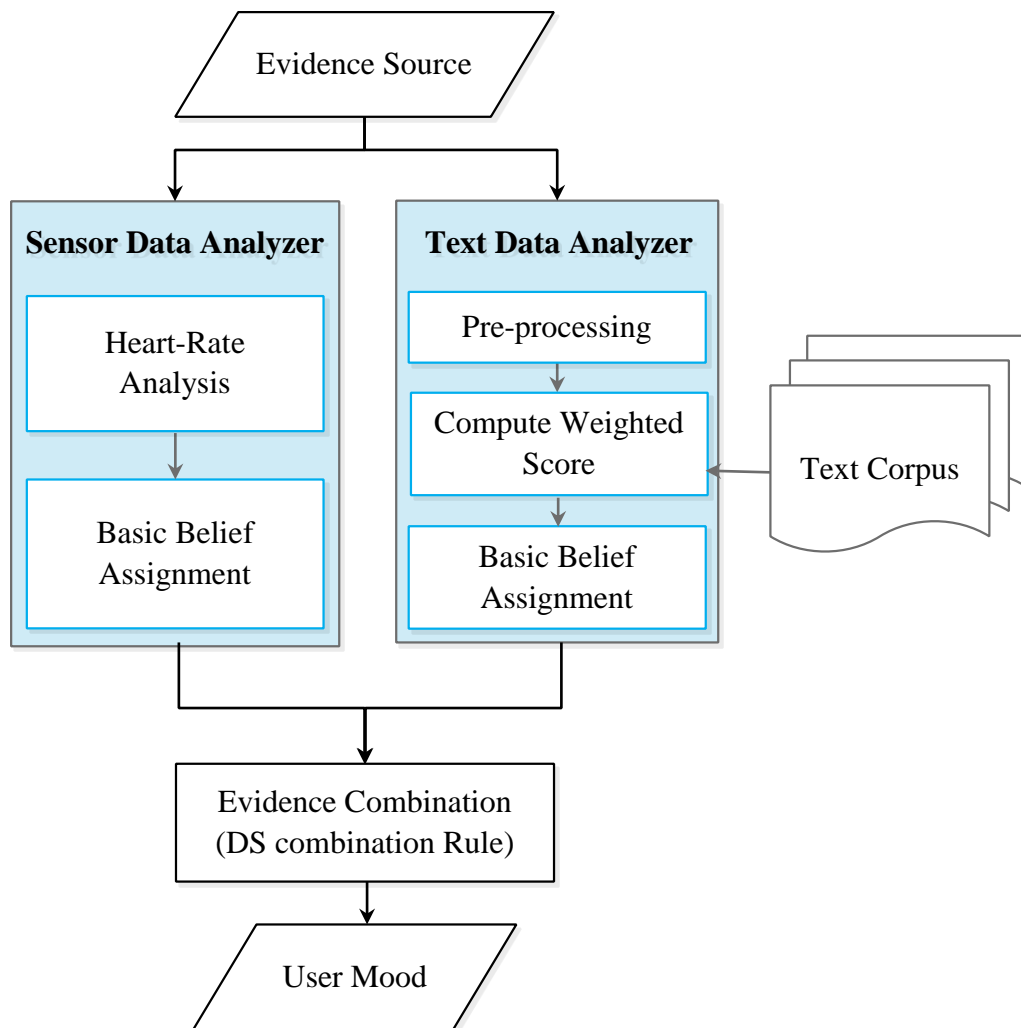 Evidence Source
Sensor Data Analyzer
Heart-Rate
Analysis
Basic Belief
Assignment
Text Data Analyzer
Pre-processing
Compute Weighted
Score
Basic Belief
Assignment
Text Corpus
Evidence Combination
(DS combination Rule)
User Mood